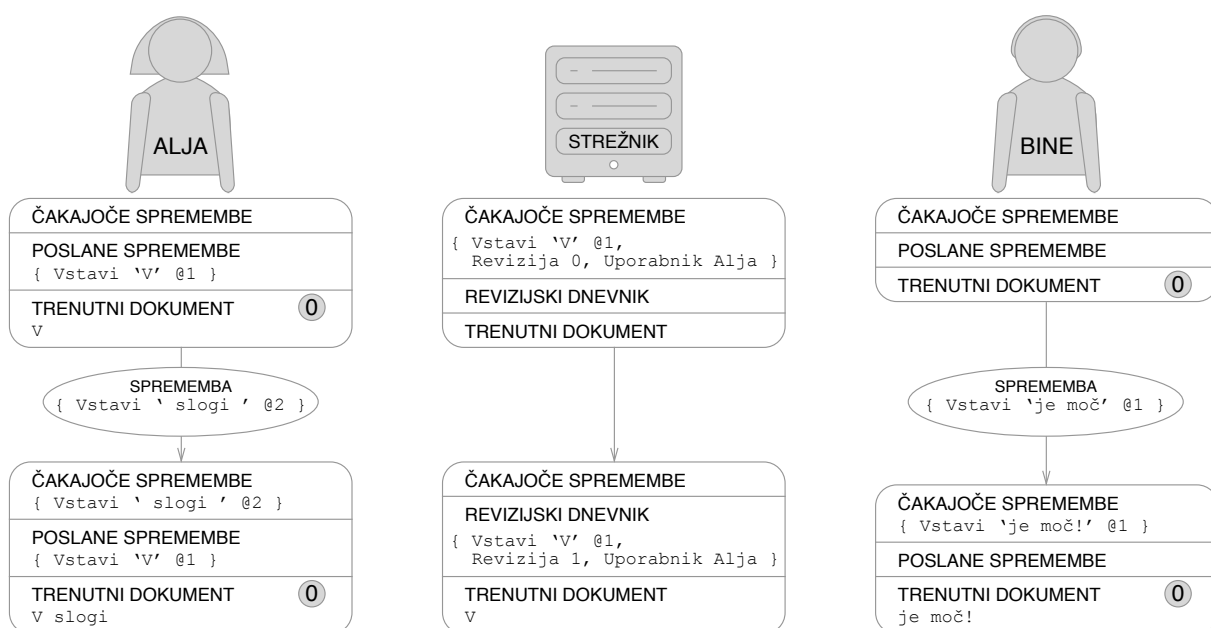 ALJA
ČAKAJOČE SPREMEMBE
POSLANE SPREMEMBE
{ Vstavi ‘V’ @1 }
TRENUTNI DOKUMENT 0
V
SPREMEMBA
{ Vstavi ‘ slogi ’ @2 }
ČAKAJOČE SPREMEMBE
{ Vstavi ‘ slogi ’ @2 }
POSLANE SPREMEMBE
{ Vstavi ‘V’ @1 }
TRENUTNI DOKUMENT 0
V slogi
STREŽNIK
ČAKAJOČE SPREMEMBE
{ Vstavi ‘V’ @1,
Revizija 0, Uporabnik Alja }
REVIZIJSKI DNEVNIK
TRENUTNI DOKUMENT
ČAKAJOČE SPREMEMBE
REVIZIJSKI DNEVNIK
{ Vstavi ‘V’ @1,
Revizija 1, Uporabnik Alja }
TRENUTNI DOKUMENT
V
BINE
ČAKAJOČE SPREMEMBE
POSLANE SPREMEMBE
TRENUTNI DOKUMENT 0
SPREMEMBA
{ Vstavi ‘je moč’ @1 }
ČAKAJOČE SPREMEMBE
{ Vstavi ‘je moč!’ @1 }
POSLANE SPREMEMBE
TRENUTNI DOKUMENT 0
je moč!